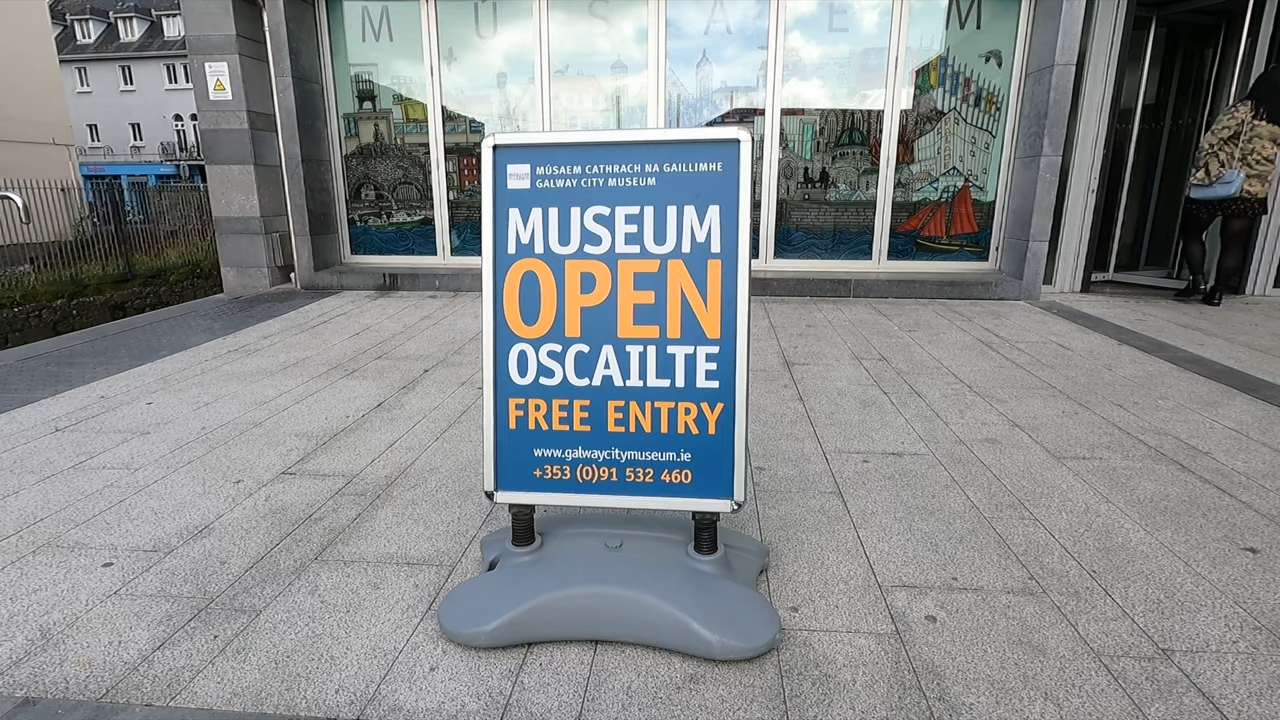 MÚSAEM
MÚSAEM CATHRACH NA GAILLIMHE
GALWAY CITY MUSEUM
MUSEUM
OPEN
OSCAILTE
FREE ENTRY
www.galwaycitymuseum.ie
+353 (0)91 532 460